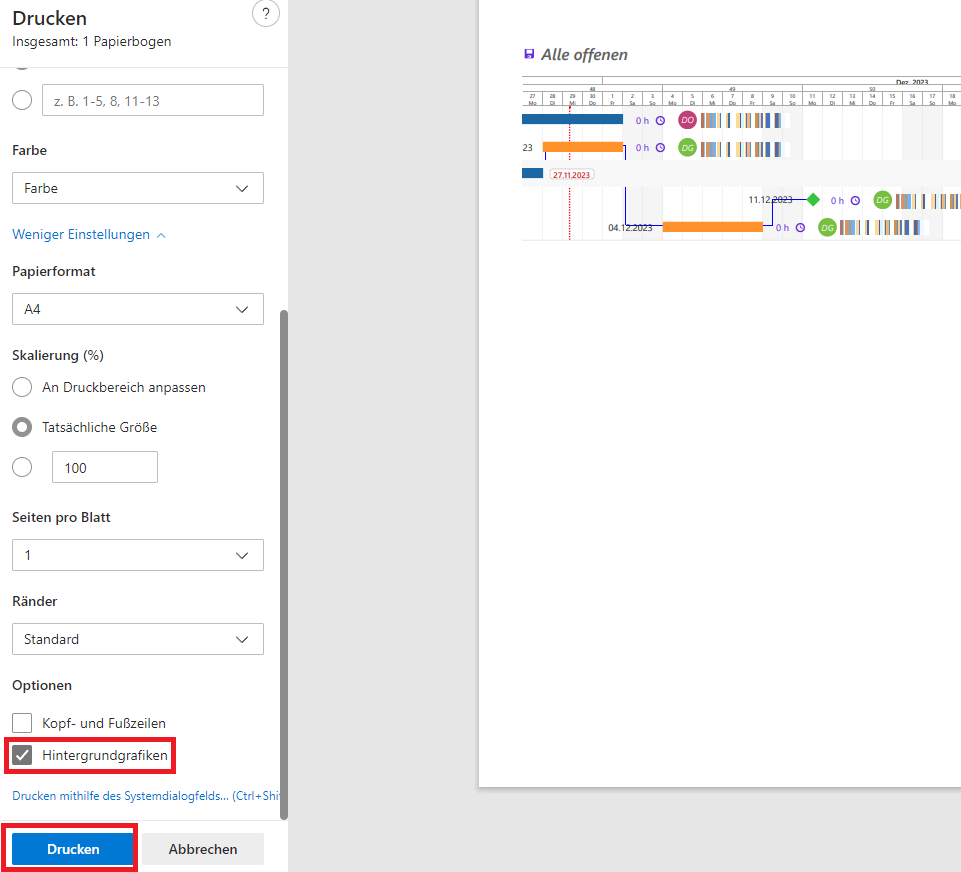 Drucken
?
Insgesamt: 1 Papierbogen
z. B. 1-5, 8, 11-13
Farbe
Farbe
Weniger Einstellungen
Papierformat
A4
Skalierung (%)
An Druckbereich anpassen
Tatsächliche Größe
100
Seiten pro Blatt
1
Ränder
Standard
Optionen
Kopf- und Fußzeilen
Hintergrundgrafiken
Drucken mithilfe des Systemdialogfelds... (Ctrl+Shi
Drucken Abbrechen
Alle offenen
Dez. 2023
48 49 50
27 28 29 30 1 2 3 4 5 6 7 8 9 10 11 12 13 14 15 16 17 18
Mo Di Mi Do Fr Sa So Mo Di Mi Do Fr Sa So Mo Di Mi Do Fr Sa So Mo
0 h DO
23 0 h DG
27.11.2023
11.12.2023 0 h DG
04.12.2023 0 h DG